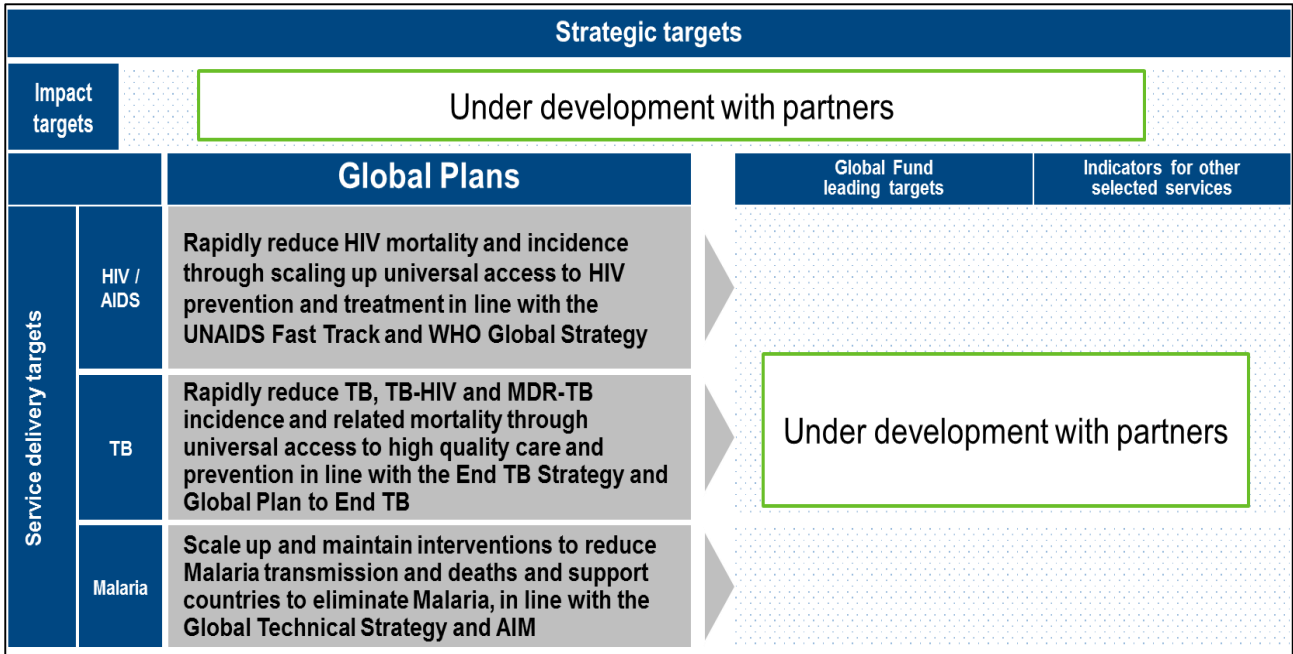 Strategic targets
Impact
targets
Under development with partners
Global Plans
Global Fund
leading targets
Indicators for other
selected services
Service delivery targets
HIV /
AIDS
Rapidly reduce HIV mortality and incidence
through scaling up universal access to HIV
prevention and treatment in line with the
UNAIDS Fast Track and WHO Global Strategy
TB
Rapidly reduce TB, TB-HIV and MDR-TB
incidence and related mortality through
universal access to high quality care and
prevention in line with the End TB Strategy and
Global Plan to End TB
Under development with partners
Malaria
Scale up and maintain interventions to reduce
Malaria transmission and deaths and support
countries to eliminate Malaria, in line with the
Global Technical Strategy and AIM